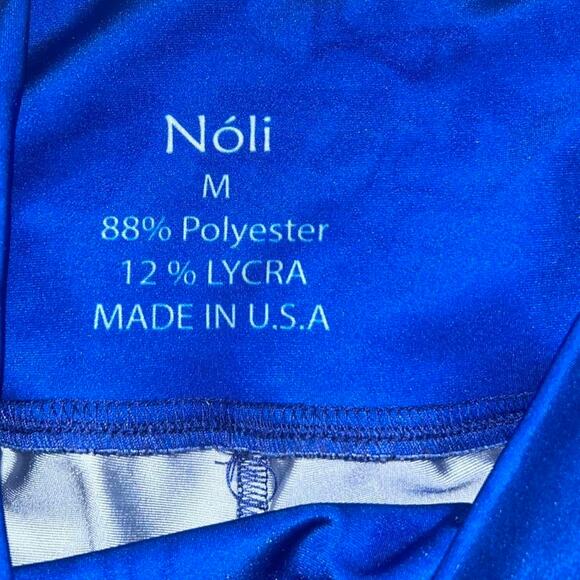 Nóli
M
88% Polyester
12 % LYCRA
MADE IN U.S.A